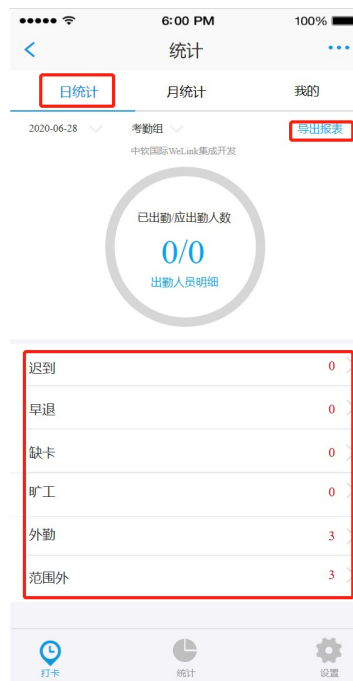 6:00 PM 100%
统计
日统计 月统计 我的
2020-06-28 考勤组 导出报表
中软国际WeLink集成开发
已出勤/应出勤人数
0/0
出勤人员明细
迟到 0
早退 0
缺卡 0
旷工 0
外勤 3
范围外 3
打卡 统计 设置